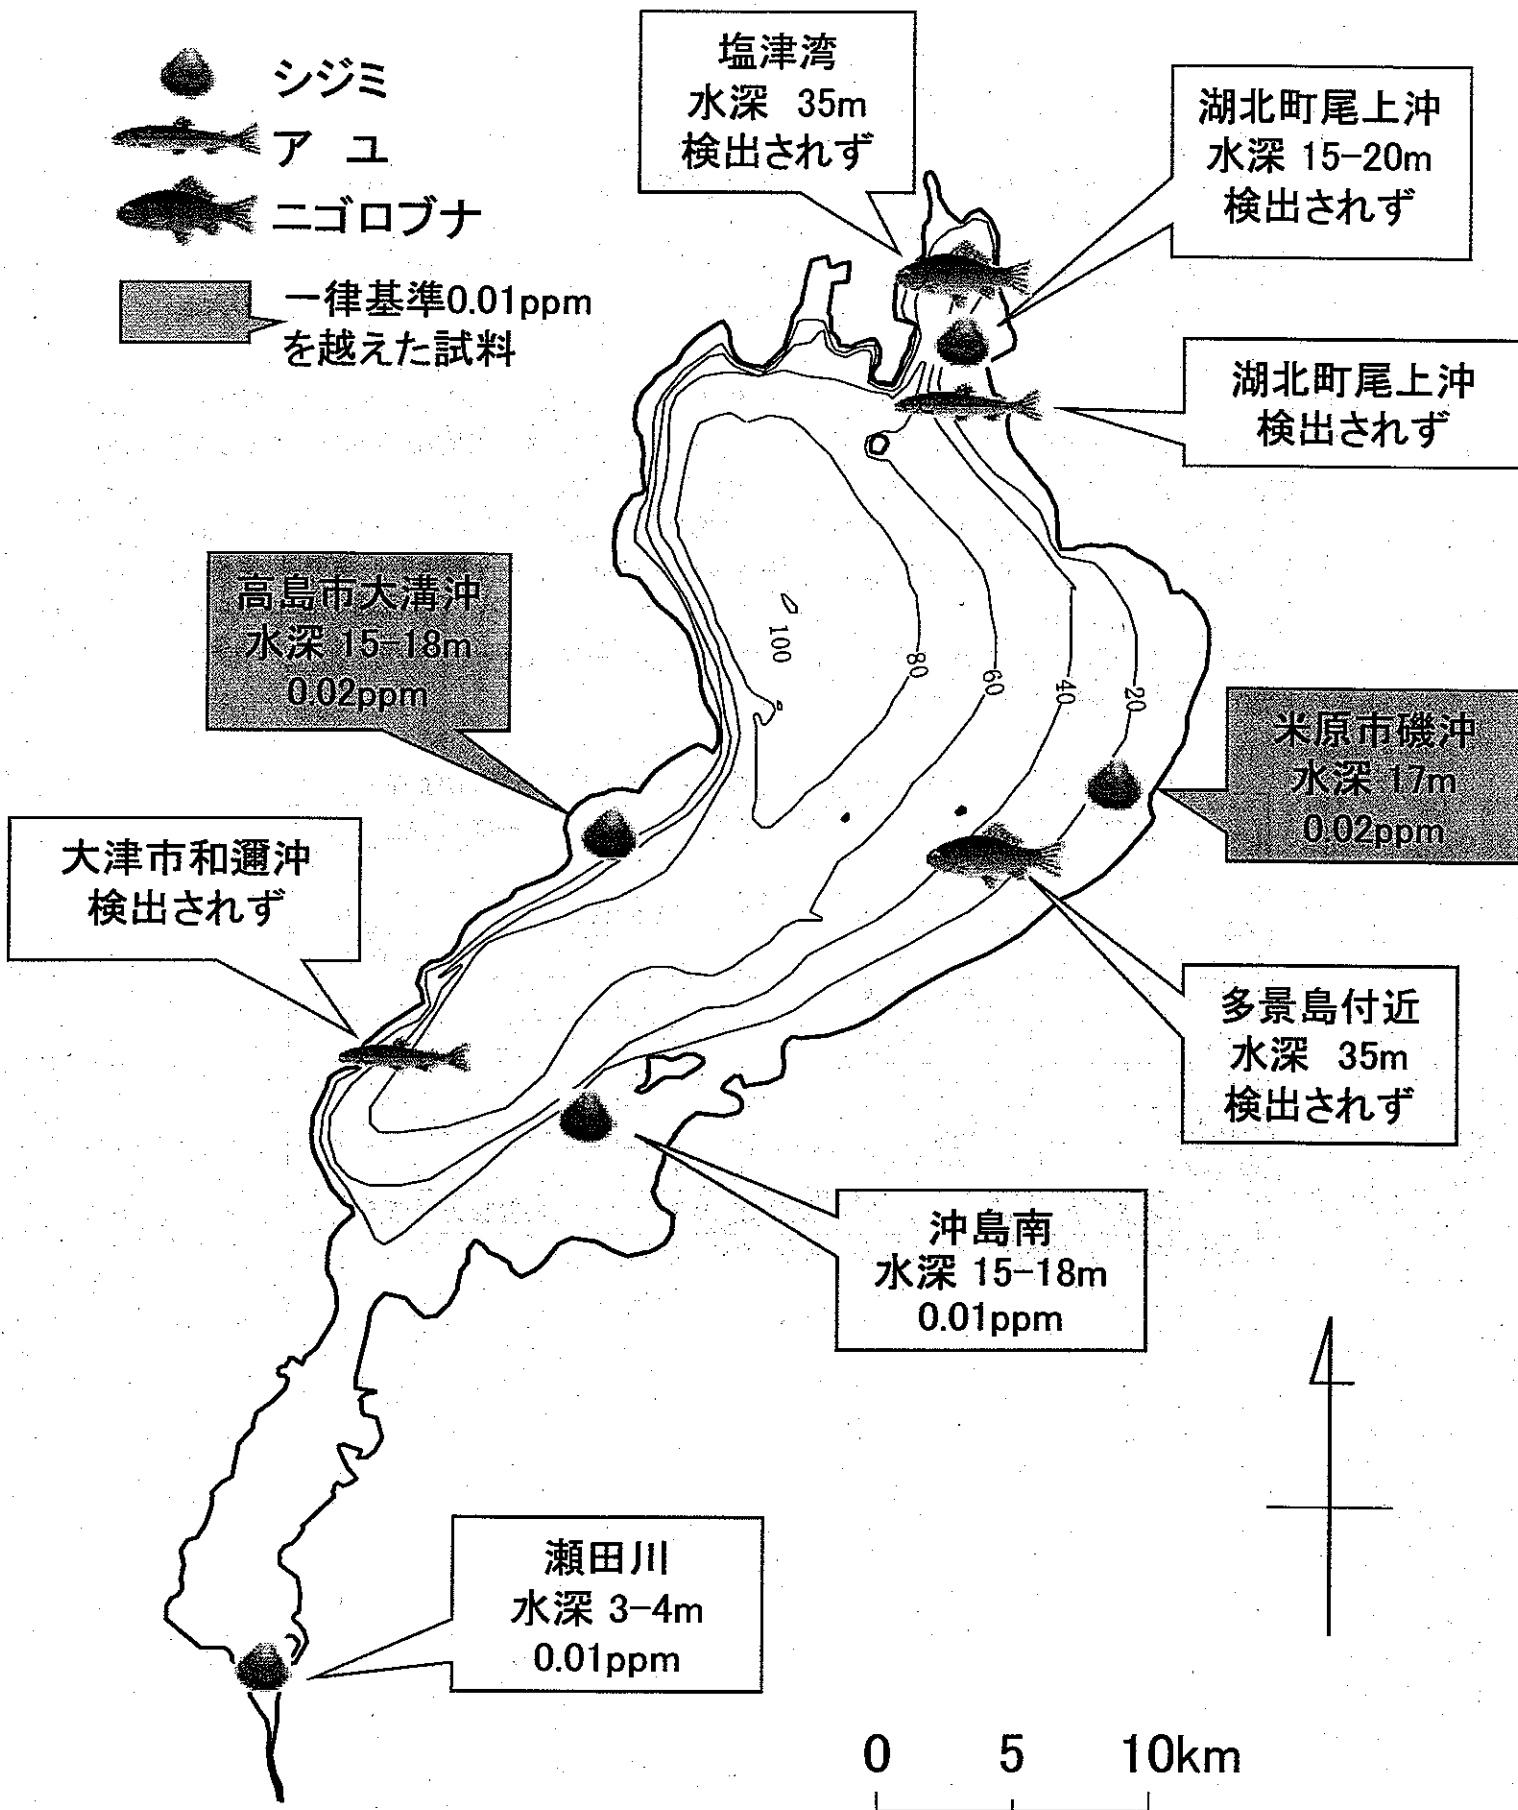 シジミ
ア ユ
ニゴロブナ
一律基準0.01ppm
を越えた試料
塩津湾
水深 35m
検出されず
湖北町尾上沖
水深 15-20m
検出されず
湖北町尾上沖
検出されず
高島市大溝沖
水深 15-18m
0.02ppm
100
80
60
40
20
米原市磯沖
水深 17m
0.02ppm
大津市和邇沖
検出されず
多景島付近
水深 35m
検出されず
沖島南
水深 15-18m
0.01ppm
瀬田川
水深 3-4m
0.01ppm
0 5 10km